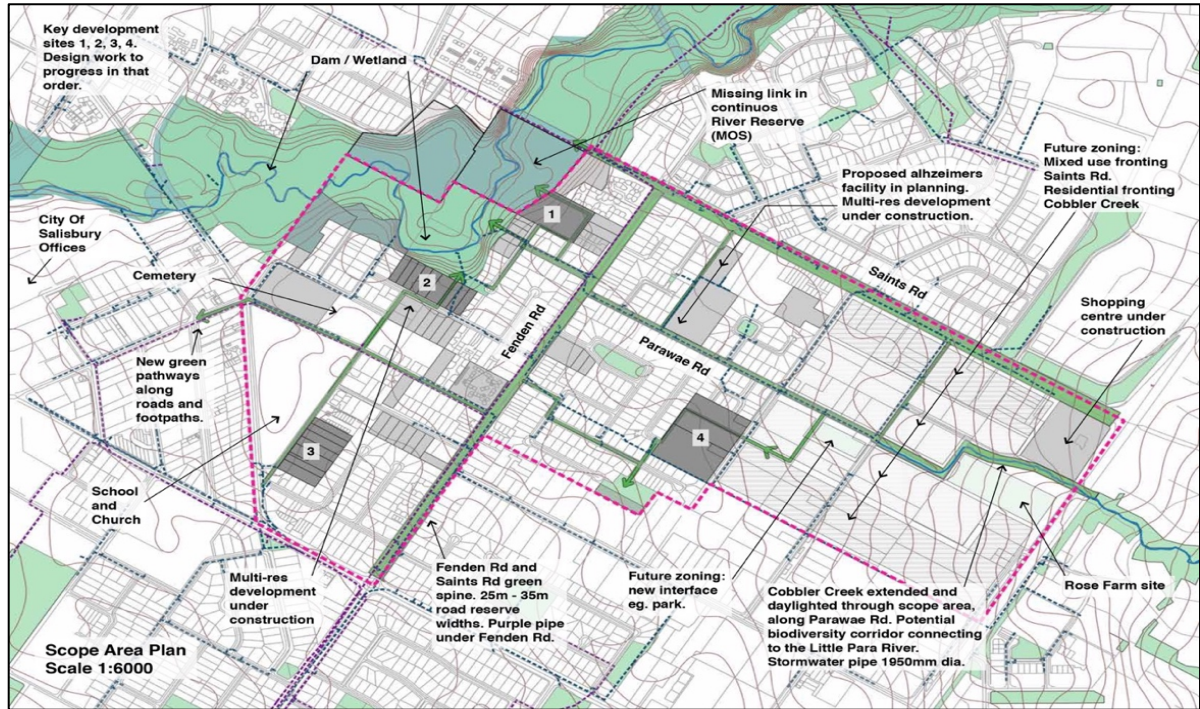 Key development
sites 1, 2, 3, 4.
Design work to
progress in that
order.
Dam / Wetland
Missing link in
continuos
River Reserve
(MOS)
Proposed alhzeimers
facility in planning.
Multi-res development
under construction.
Future zoning:
Mixed use fronting
Saints Rd.
Residential fronting
Cobbler Creek
City Of
Salisbury
Offices
Cemetery
1
2
Fenden Rd
Saints Rd
Parawae Rd
Shopping
centre under
construction
New green
pathways
along
roads and
footpaths.
3
4
School
and
Church
Multi-res
development
under
construction
Fenden Rd and
Saints Rd green
spine. 25m - 35m
road reserve
widths. Purple pipe
under Fenden Rd.
Future zoning:
new interface
eg. park.
Cobbler Creek extended and
daylighted through scope area,
along Parawae Rd. Potential
biodiversity corridor connecting
to the Little Para River.
Stormwater pipe 1950mm dia.
Rose Farm site
Scope Area Plan
Scale 1:6000